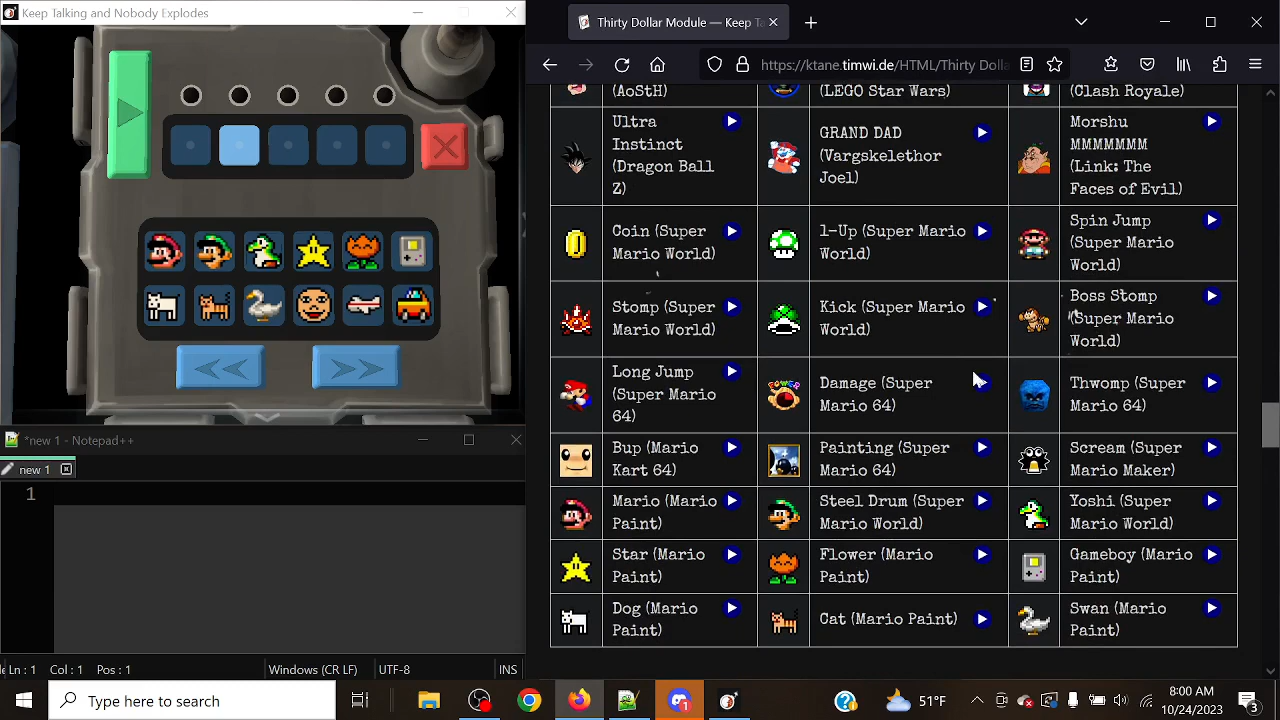 Keep Talking and Nobody Explodes
*new 1 - Notepad++
new 1
1
Ln : 1 Col : 1 Pos : 1
Windows (CR LF)
UTF-8
INS
Thirty Dollar Module — Keep Ta
https://ktane.timwi.de/HTML/Thirty Dolla
(AoStH)
(LEGO Star Wars)
(Clash Royale)
Ultra
Instinct
(Dragon Ball
Z)
GRAND DAD
(Vargskelethor
Joel)
Morshu
MMMMMM
(Link: The
Faces of Evil)
Coin (Super
Mario World)
1-Up (Super Mario
World)
Spin Jump
(Super Mario
World)
Stomp (Super
Mario World)
Kick (Super Mario
World)
Boss Stomp
(Super Mario
World)
Long Jump
(Super Mario
64)
Damage (Super
Mario 64)
Thwomp (Super
Mario 64)
Bup (Mario
Kart 64)
Painting (Super
Mario 64)
Scream (Super
Mario Maker)
Mario (Mario
Paint)
Steel Drum (Super
Mario World)
Yoshi (Super
Mario World)
Star (Mario
Paint)
Flower (Mario
Paint)
Gameboy (Mario
Paint)
Dog (Mario
Paint)
Cat (Mario Paint)
Swan (Mario
Paint)
POWER
Type here to search
1
51°F
8:00 AM
10/24/2023
3